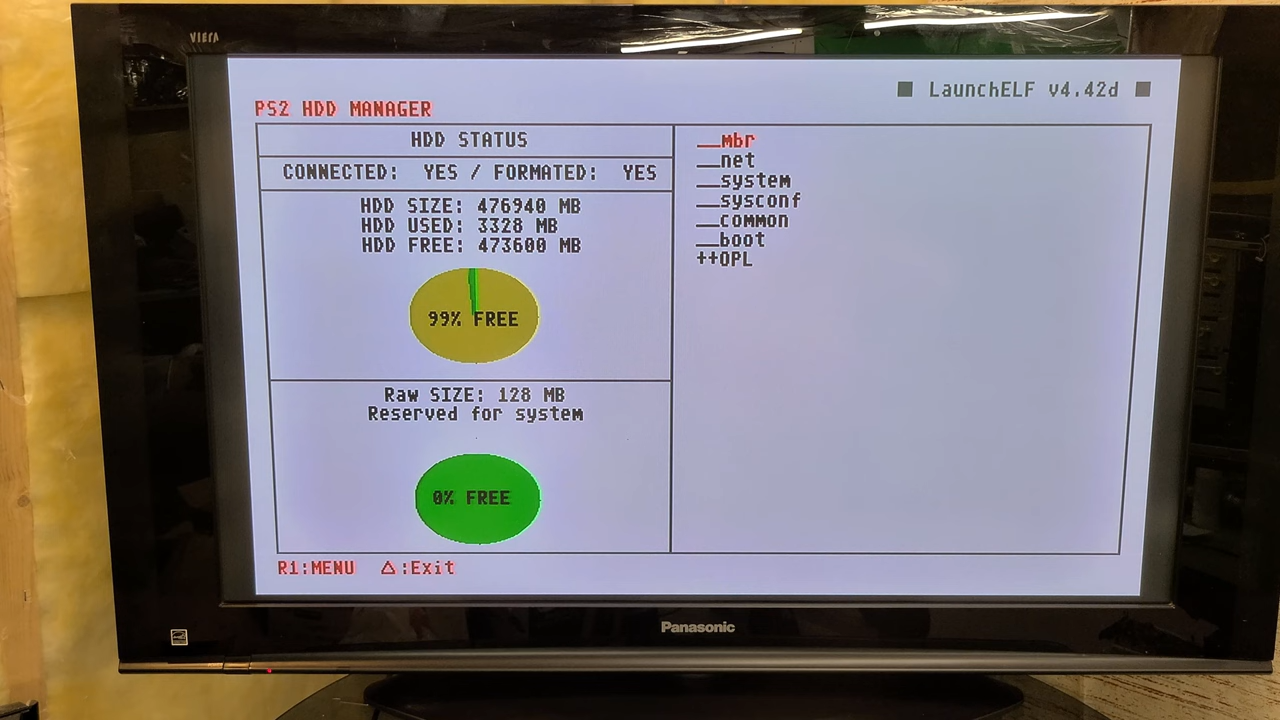 VIErA
■ LaunchELF v4.42d ■
PS2 HDD MANAGER
HDD STATUS
CONNECTED: YES / FORMATED: YES
HDD SIZE: 476940 MB
HDD USED: 3328 MB
HDD FREE: 473600 MB
99% FREE
Raw SIZE: 128 MB
Reserved for system
0% FREE
__mbr
__net
__system
__sysconf
__common
__boot
++OPL
R1:MENU △:Exit
Panasonic